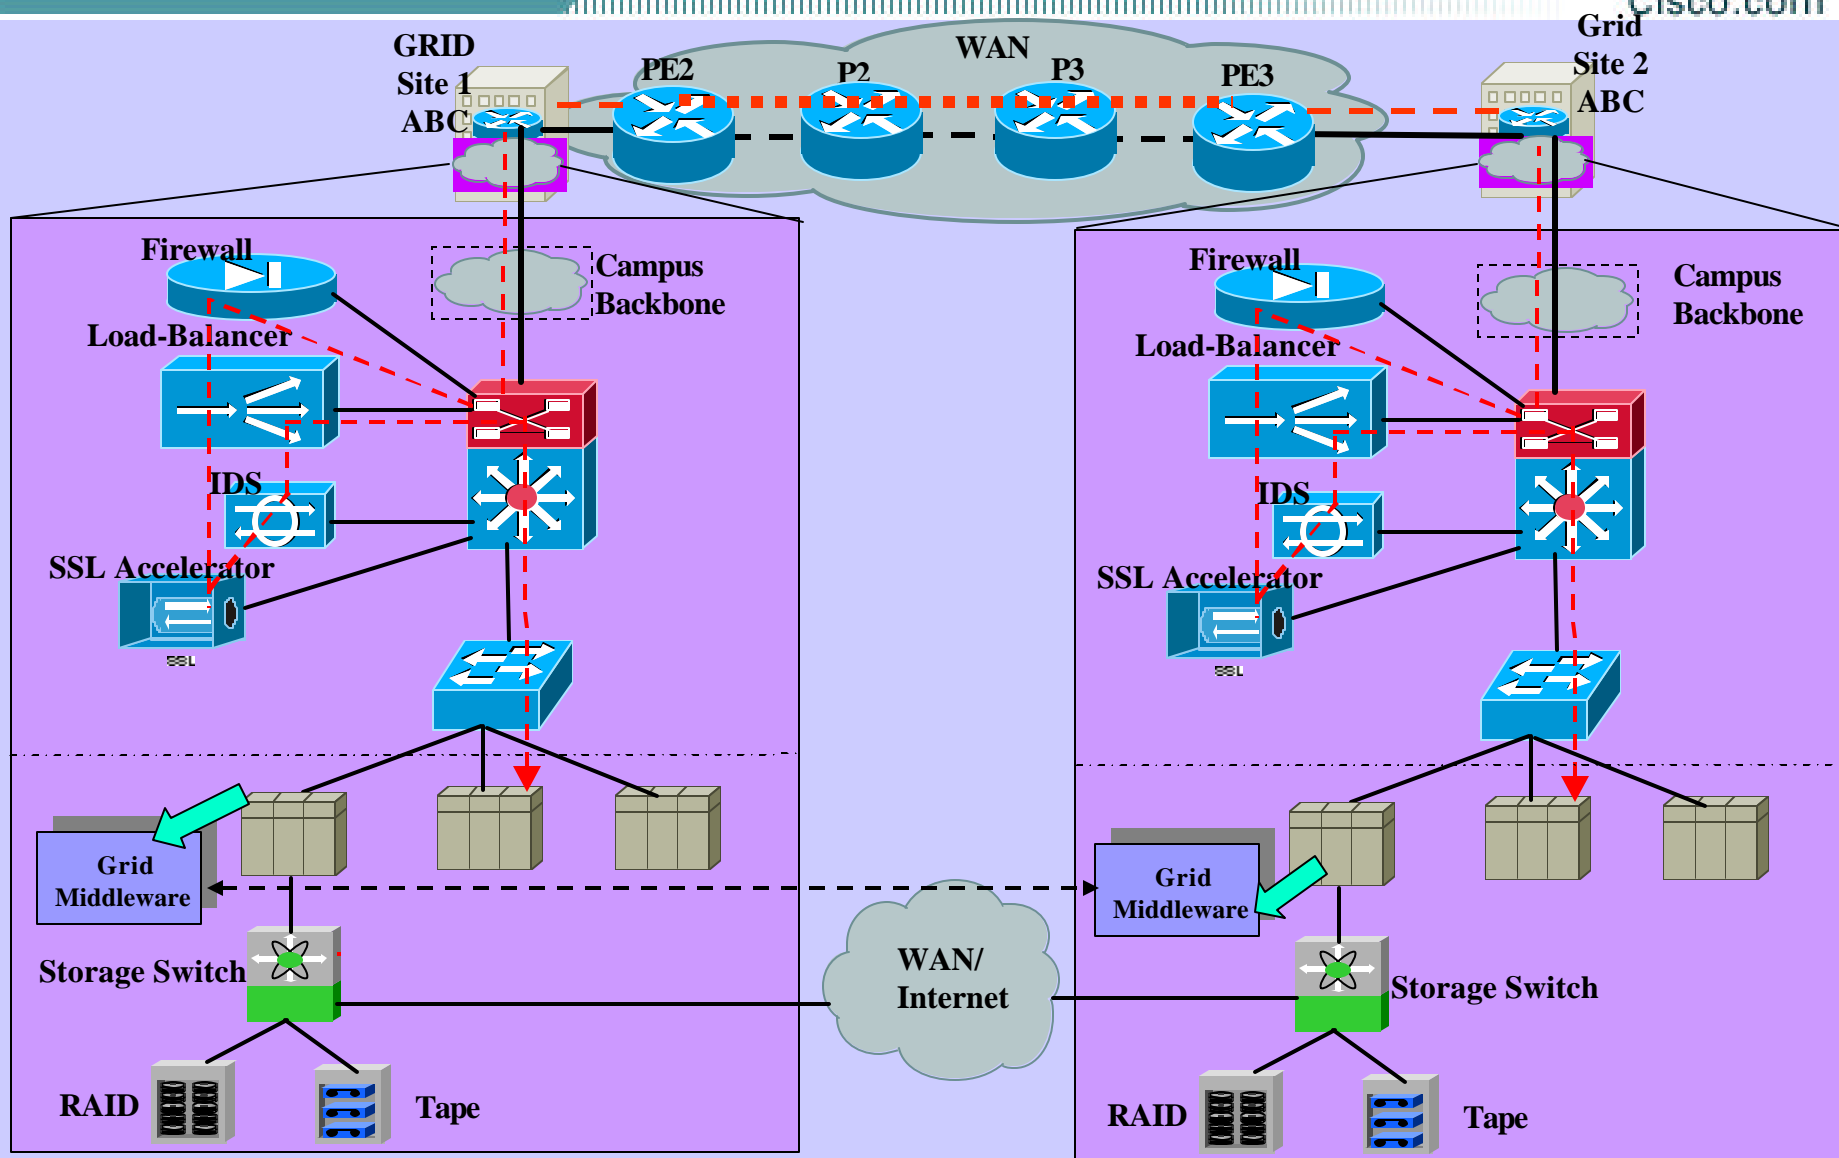 Cisco.com
GRID
Site 1
ABC
WAN
PE2
P2
P3
PE3
Grid
Site 2
ABC
Firewall
Campus
Backbone
Load-Balancer
IDS
SSL Accelerator
SSL
Firewall
Campus
Backbone
Load-Balancer
IDS
SSL Accelerator
SSL
Grid
Middleware
Storage Switch
RAID
Tape
WAN/
Internet
Grid
Middleware
Storage Switch
RAID
Tape